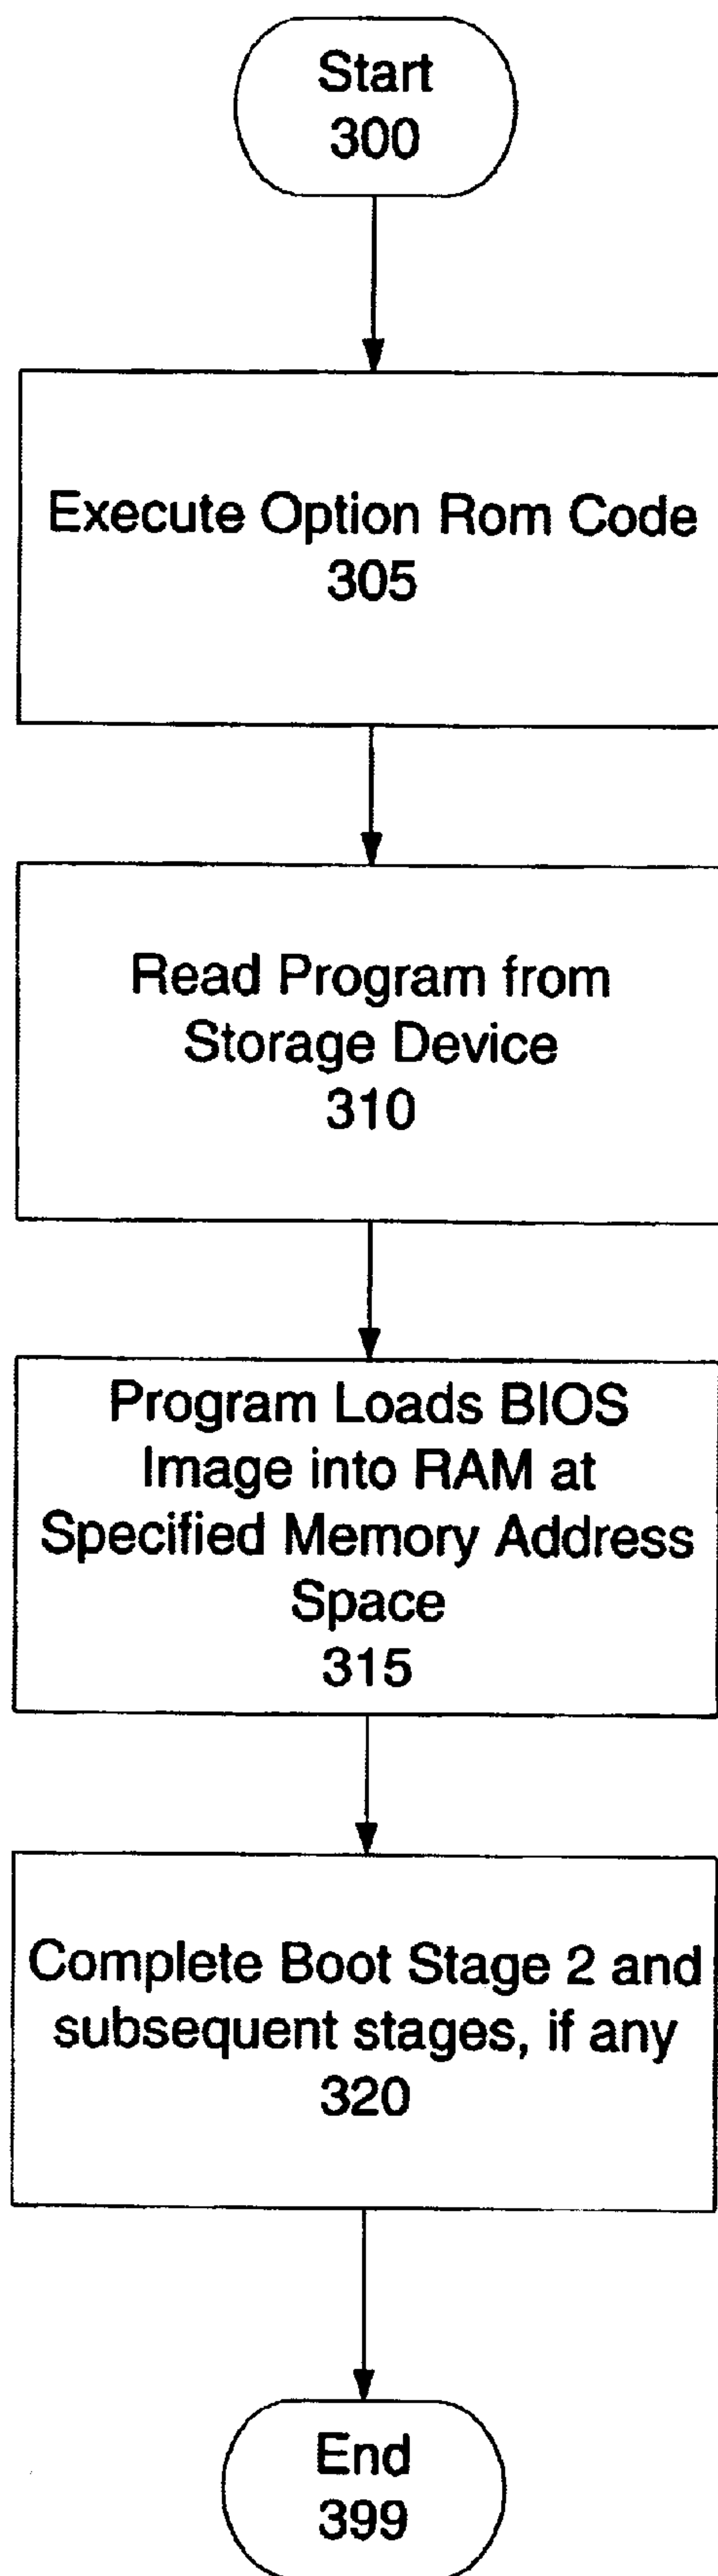 Start
300
Execute Option Rom Code
305
Read Program from
Storage Device
310
Program Loads BIOS
Image into RAM at
Specified Memory Address
Space
315
Complete Boot Stage 2 and
subsequent stages, if any
320
End
399